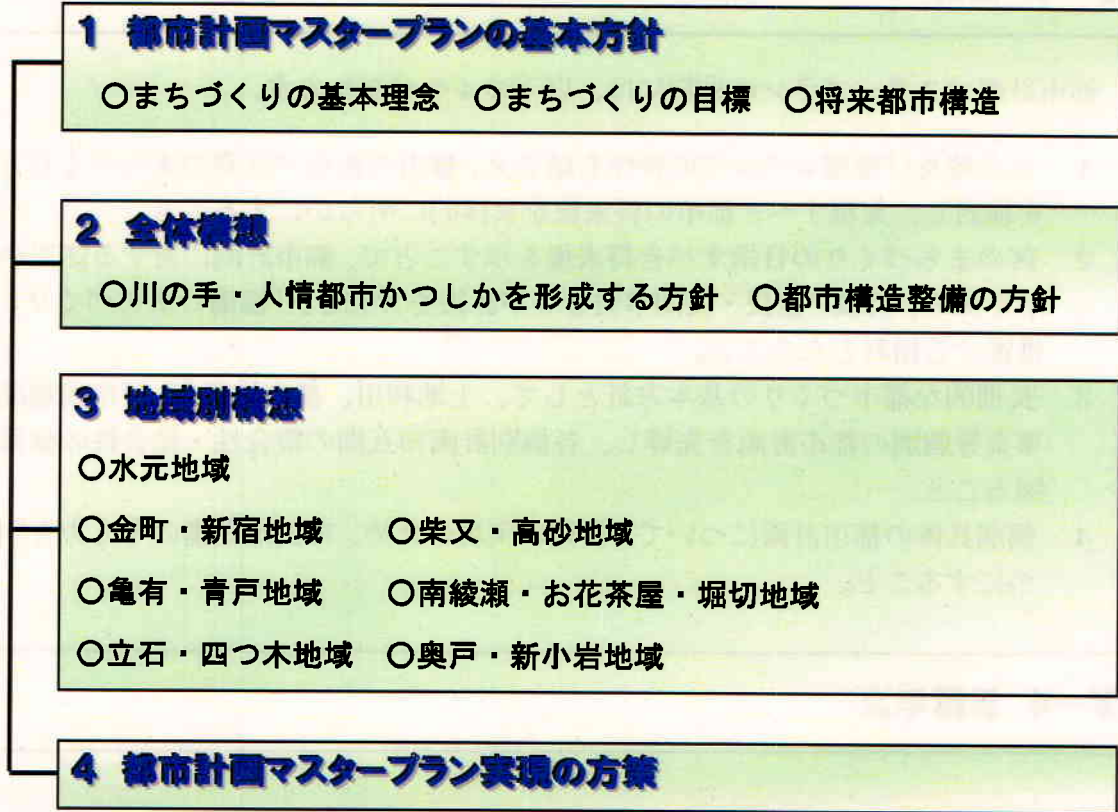 1 都市計画マスタープランの基本方針
○まちづくりの基本理念 ○まちづくりの目標 ○将来都市構造
2 全体構想
○川の手・人情都市かつしかを形成する方針 ○都市構造整備の方針
3 地域別構想
○水元地域
○金町・新宿地域 ○柴又・高砂地域
○亀有・青戸地域 ○南綾瀬・お花茶屋・堀切地域
○立石・四つ木地域 ○奥戸・新小岩地域
4 都市計画マスタープラン実現の方策